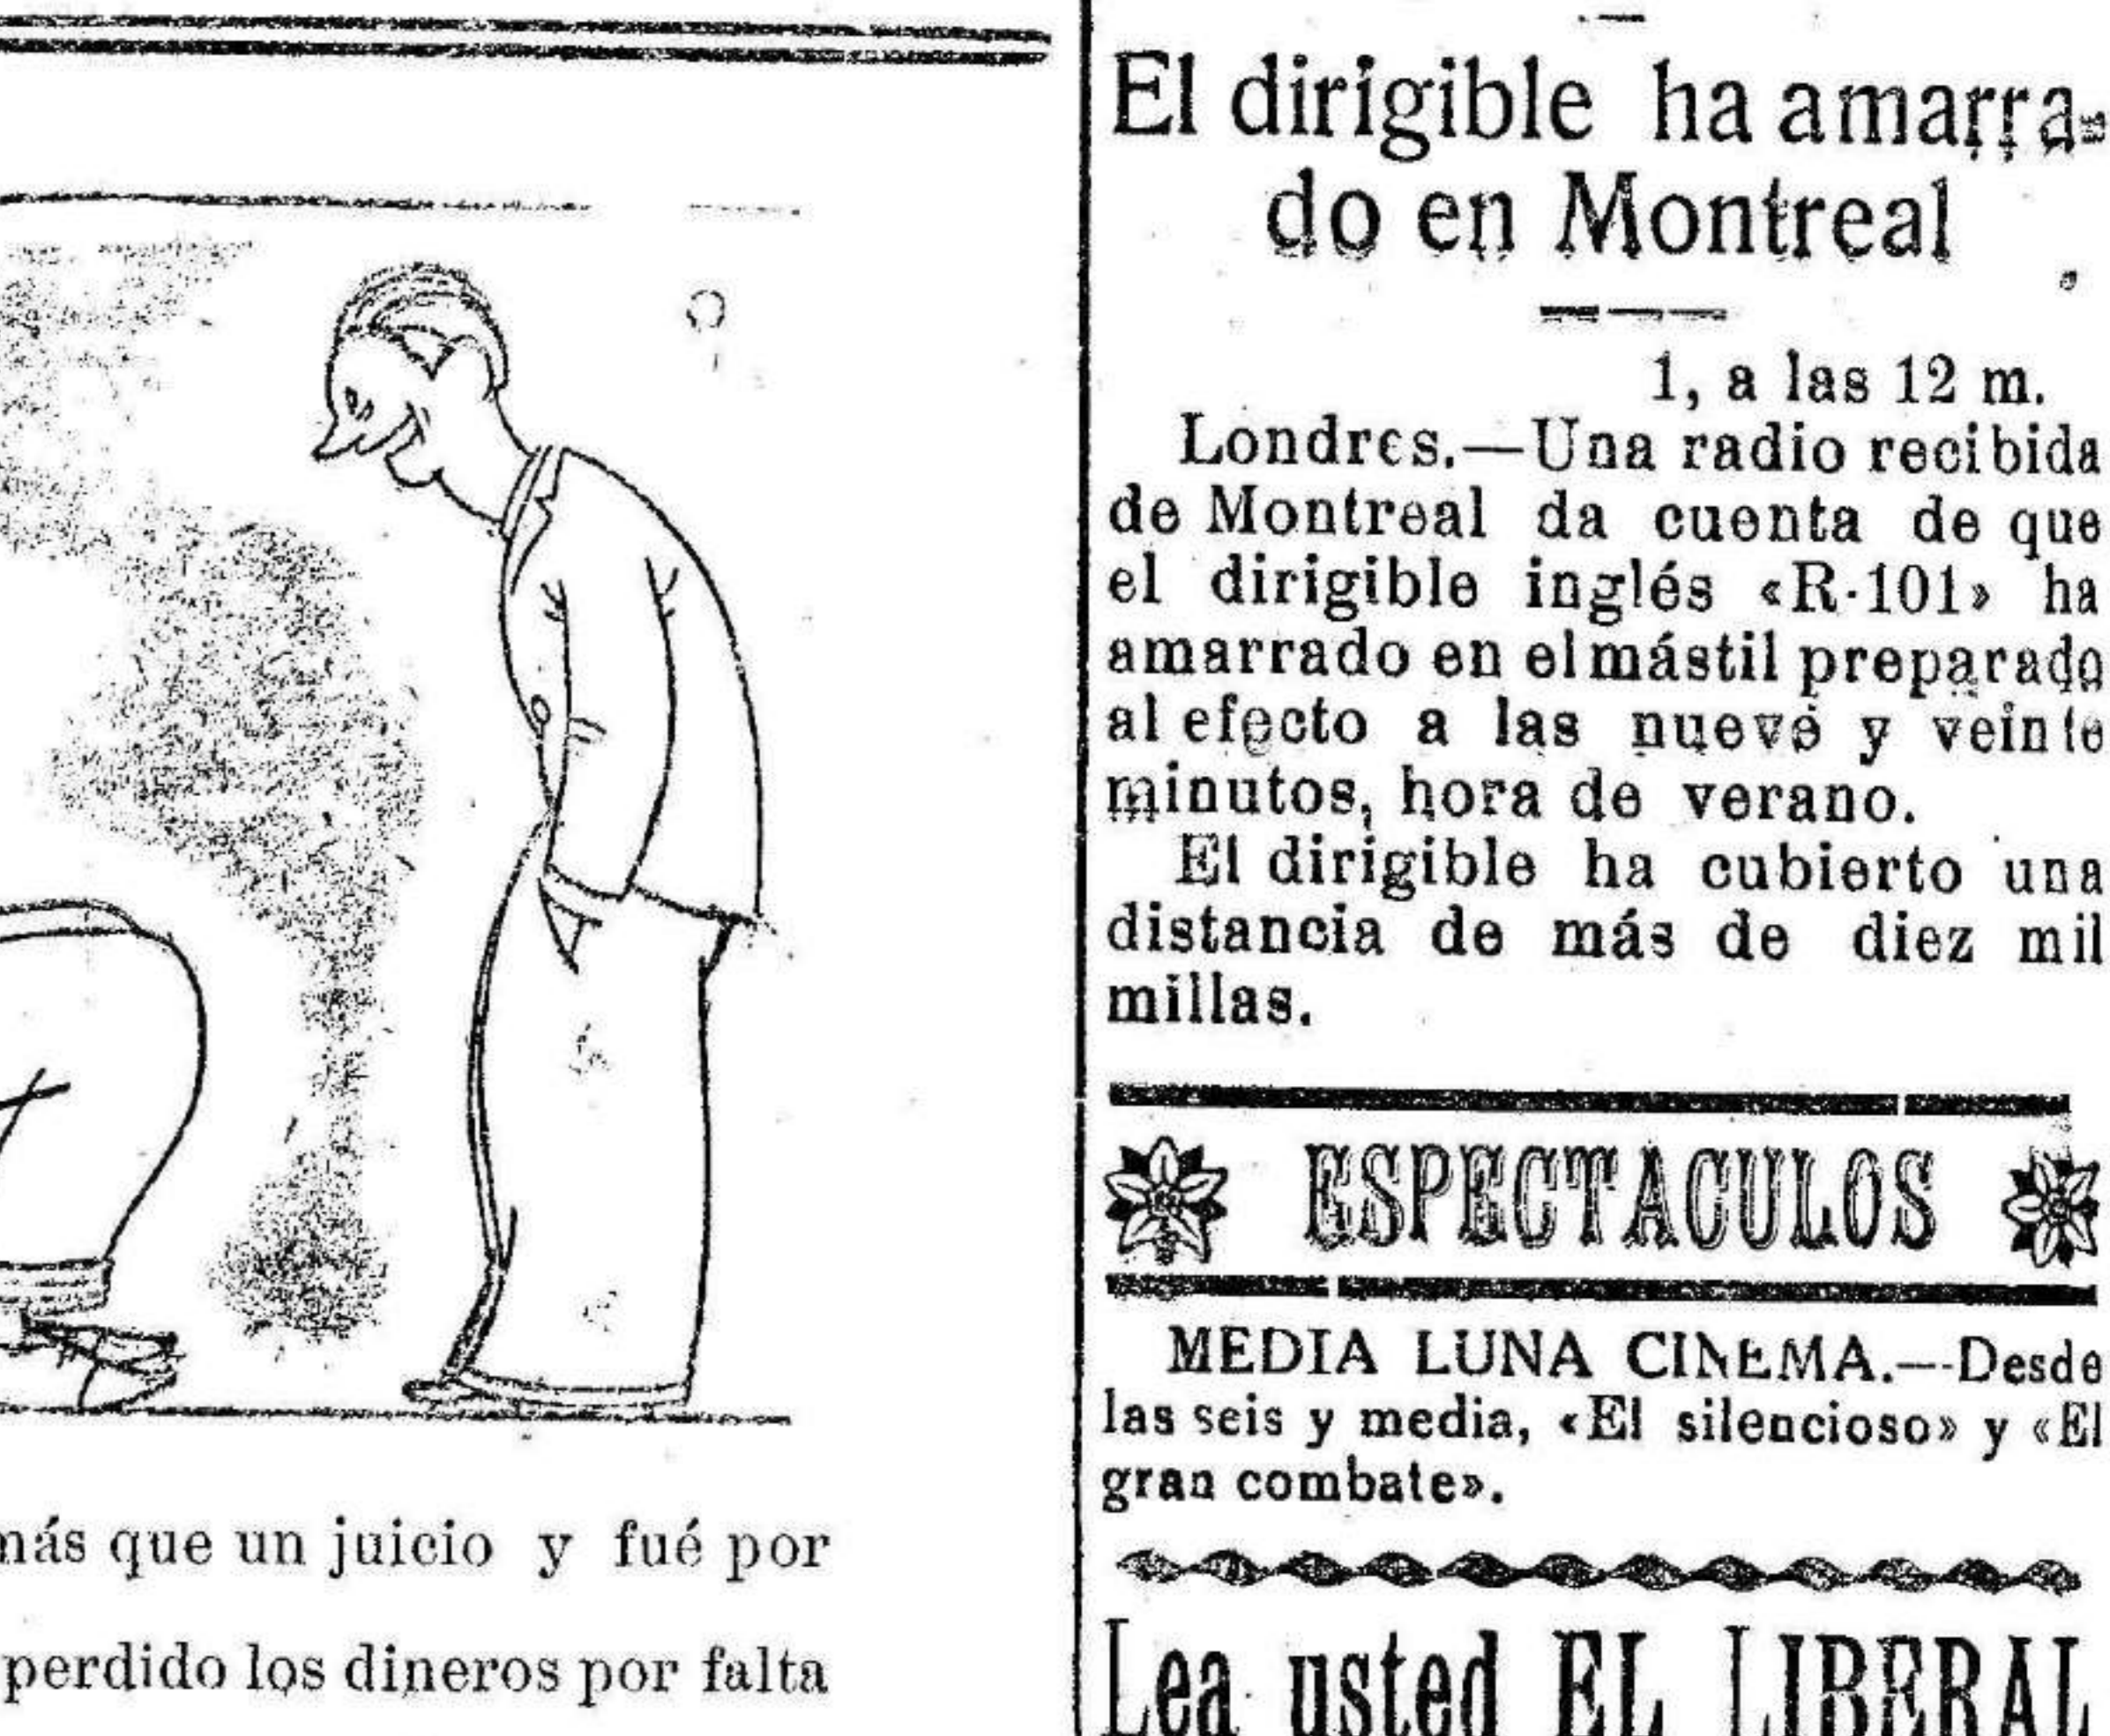 más que un juicio y fué por
perdido los dineros por falta
El dirigible ha amarra-
do en Montreal
1, a las 12 m.
Londres.—Una radio recibida
de Montreal da cuenta de que
el dirigible inglés «R-101» ha
amarrado en el mástil preparado
al efecto a las nueve y veinte
minutos, hora de verano.
El dirigible ha cubierto una
distancia de más de diez mil
millas.
ESPECTACULOS
MEDIA LUNA CINEMA.—Desde
las seis y media, «El silencioso» y «El
gran combate».
Lea usted EL LIBERAL